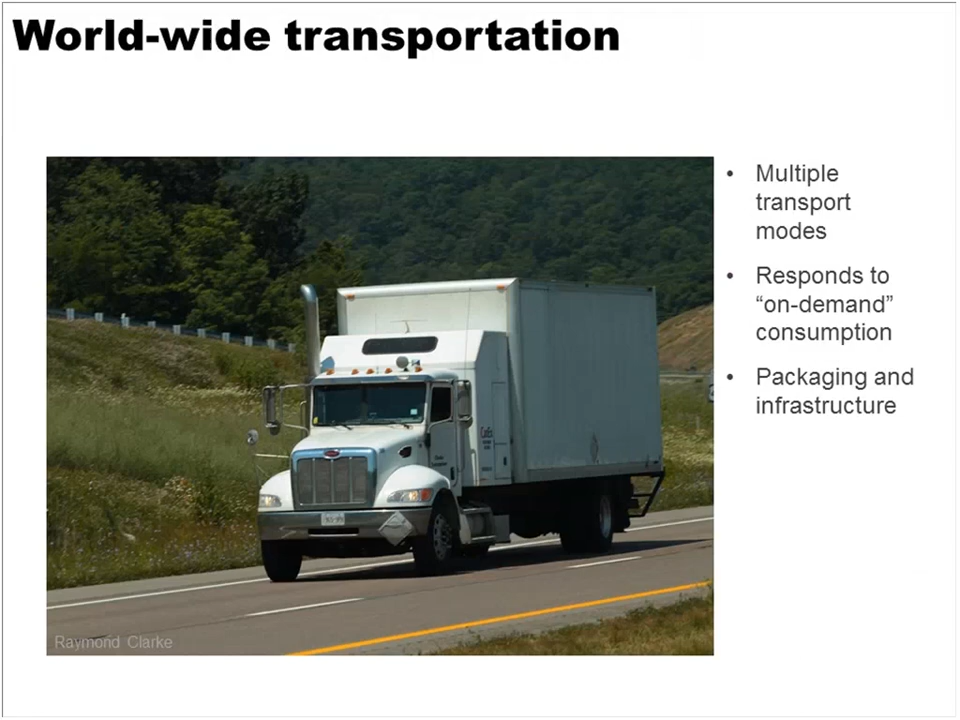 World-wide transportation
• Multiple
transport
modes
• Responds to
“on-demand”
consumption
• Packaging and
infrastructure
Raymond Clarke